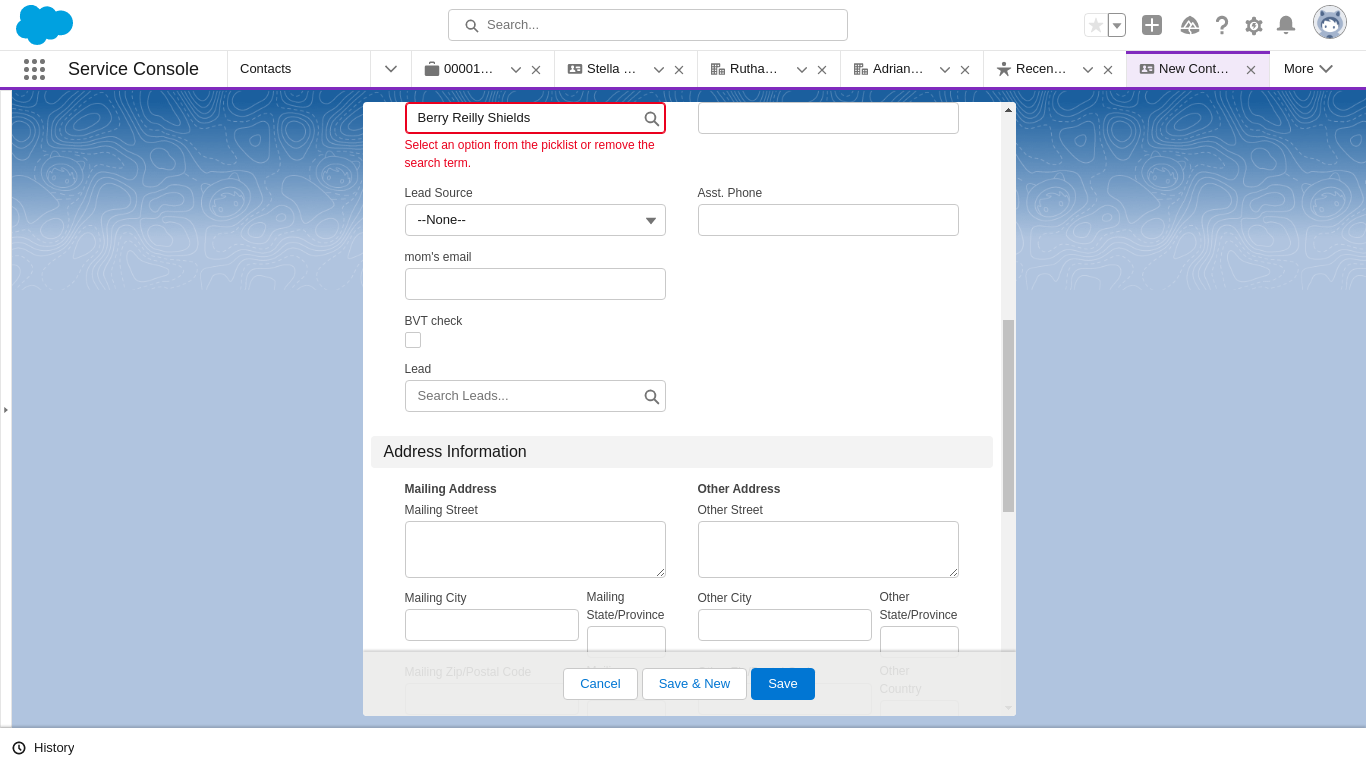 Search...
Service Console
Contacts
00001...
Stella ...
Rutha...
Adrian...
Recen...
New Cont...
More
Berry Reilly Shields
Select an option from the picklist or remove the
search term.
Lead Source
Asst. Phone
--None--
mom's email
BVT check
Lead
Search Leads...
Address Information
Mailing Address
Other Address
Mailing Street
Other Street
Mailing City
Mailing
State/Province
Other City
Other
State/Province
Mailing Zip/Postal Code
Other
Country
Cancel
Save & New
Save
History